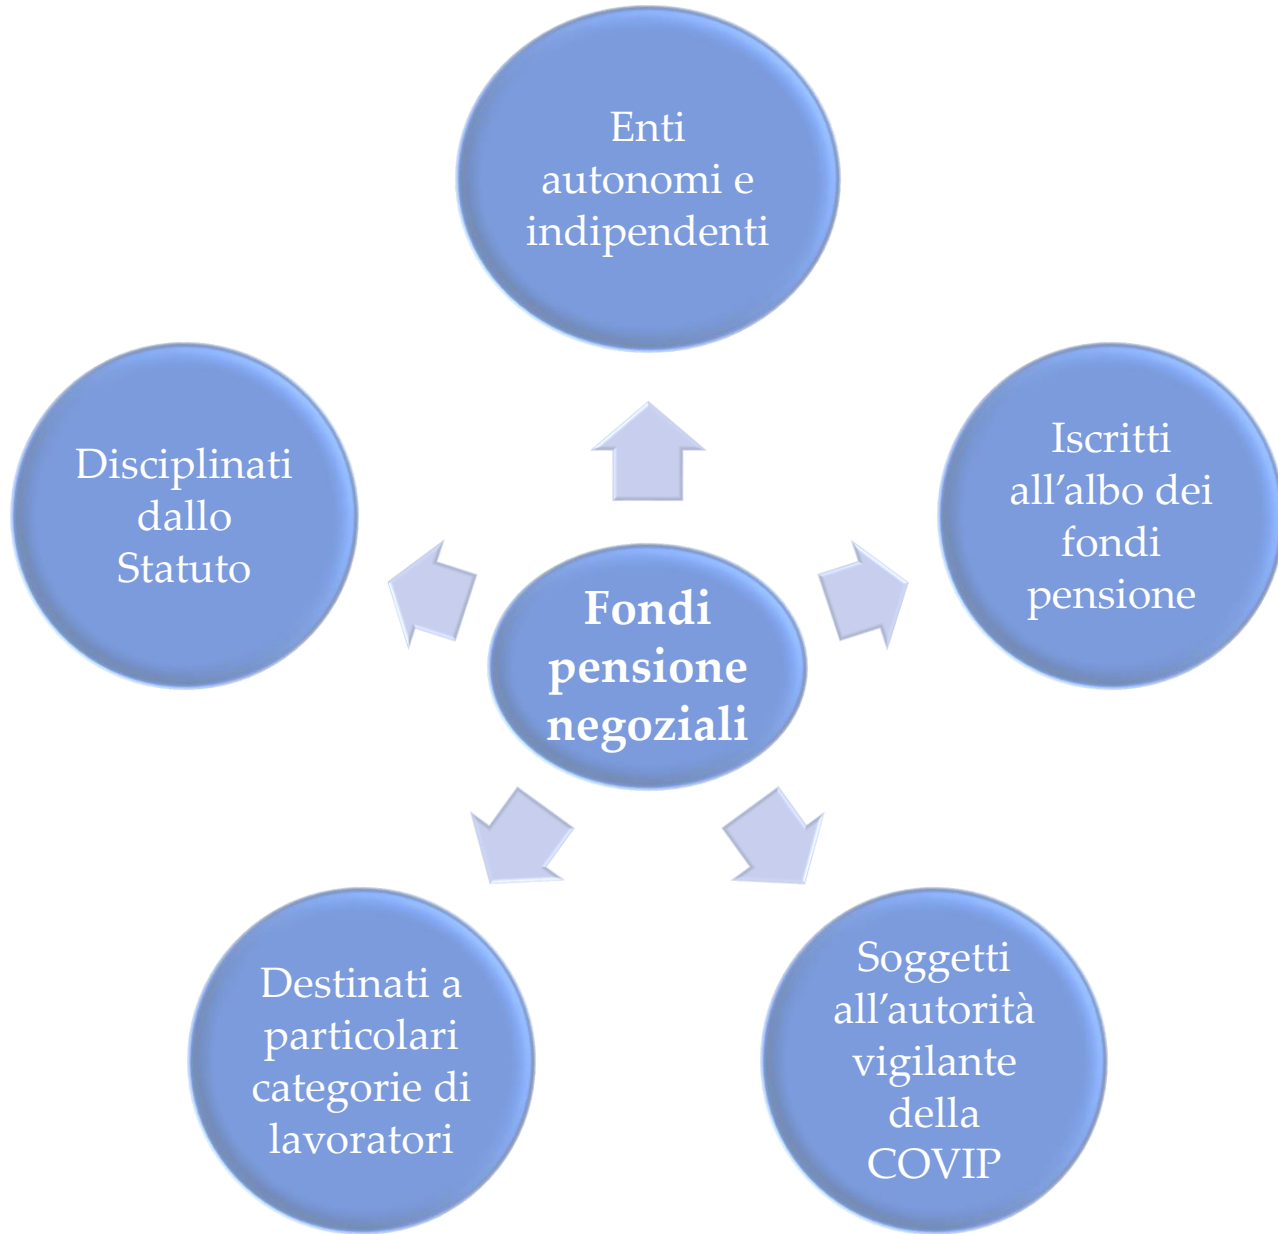 Enti
autonomi e
indipendenti
Iscritti
all’albo dei
fondi
pensione
Soggetti
all’autorità
vigilante
della
COVIP
Destinati a
particolari
categorie di
lavoratori
Disciplinati
dallo
Statuto
Fondi
pensione
negoziali